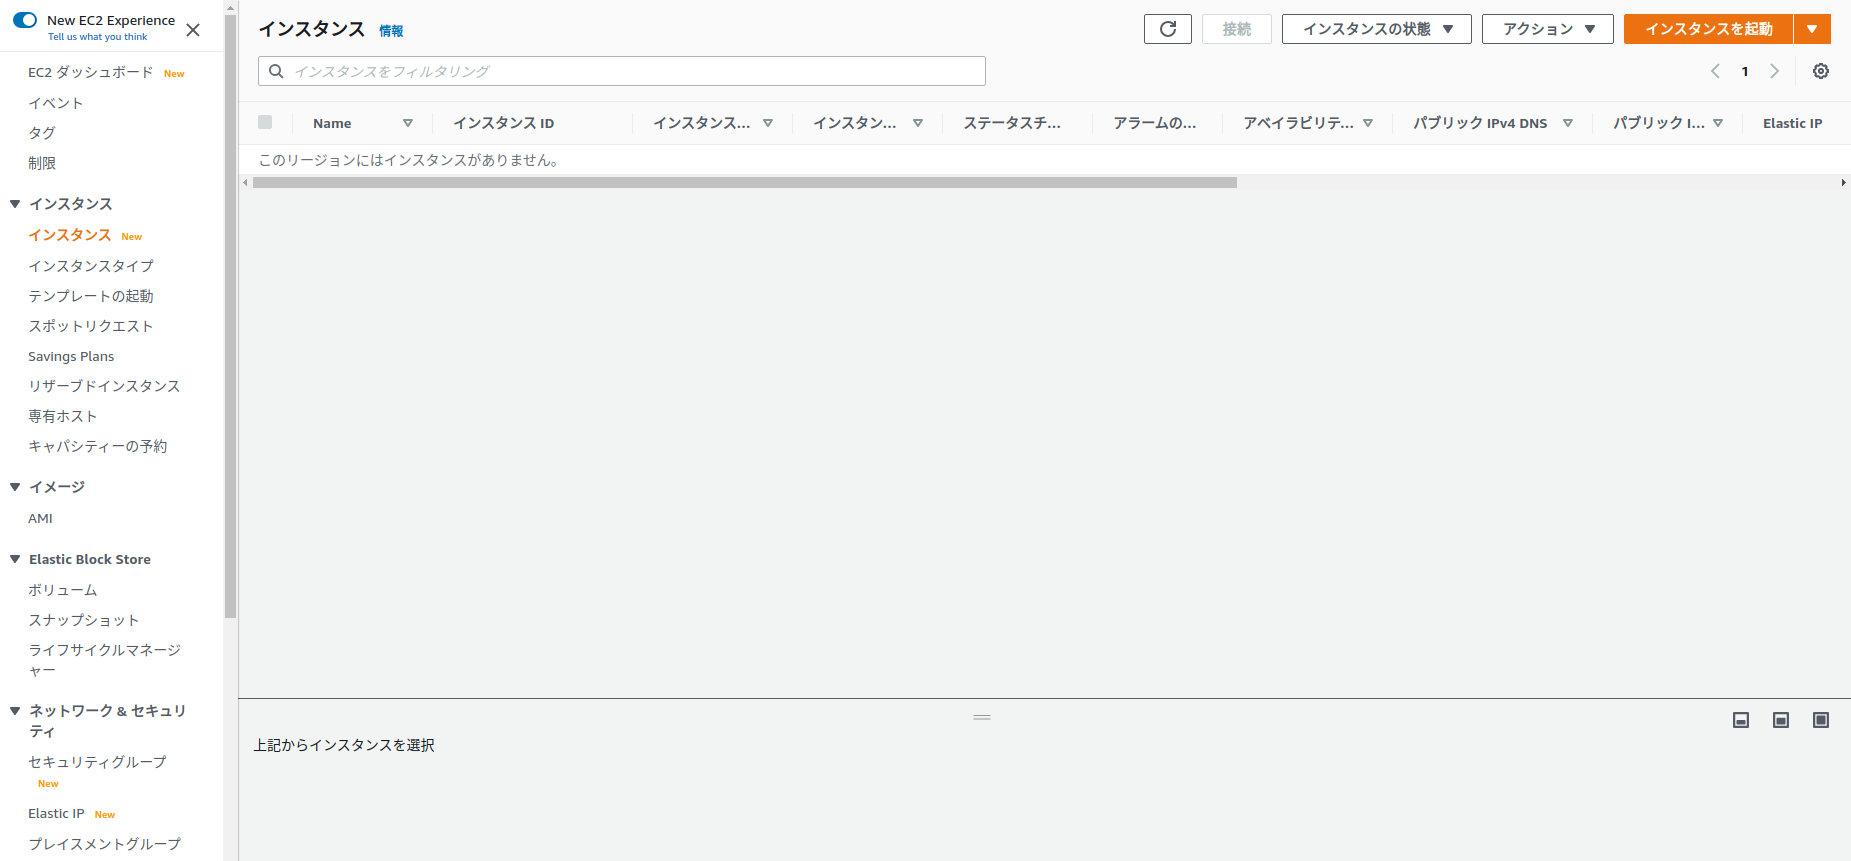 New EC2 Experience
Tell us what you think
EC2 ダッシュボード New
イベント
タグ
制限
インスタンス
インスタンス New
インスタンスタイプ
テンプレートの起動
スポットリクエスト
Savings Plans
リザーブドインスタンス
専有ホスト
キャパシティーの予約
イメージ
AMI
Elastic Block Store
ボリューム
スナップショット
ライフサイクルマネージ
ャー
ネットワーク & セキュリ
ティ
セキュリティグループ
New
Elastic IP New
プレイスメントグループ
インスタンス 情報
接続 インスタンスの状態 アクション インスタンスを起動
インスタンスをフィルタリング
1
Name インスタンス ID インスタンス... インスタン... ステータスチ... アラームの... アベイラビリテ... パブリック IPv4 DNS パブリック I... Elastic IP
このリージョンにはインスタンスがありません。
上記からインスタンスを選択